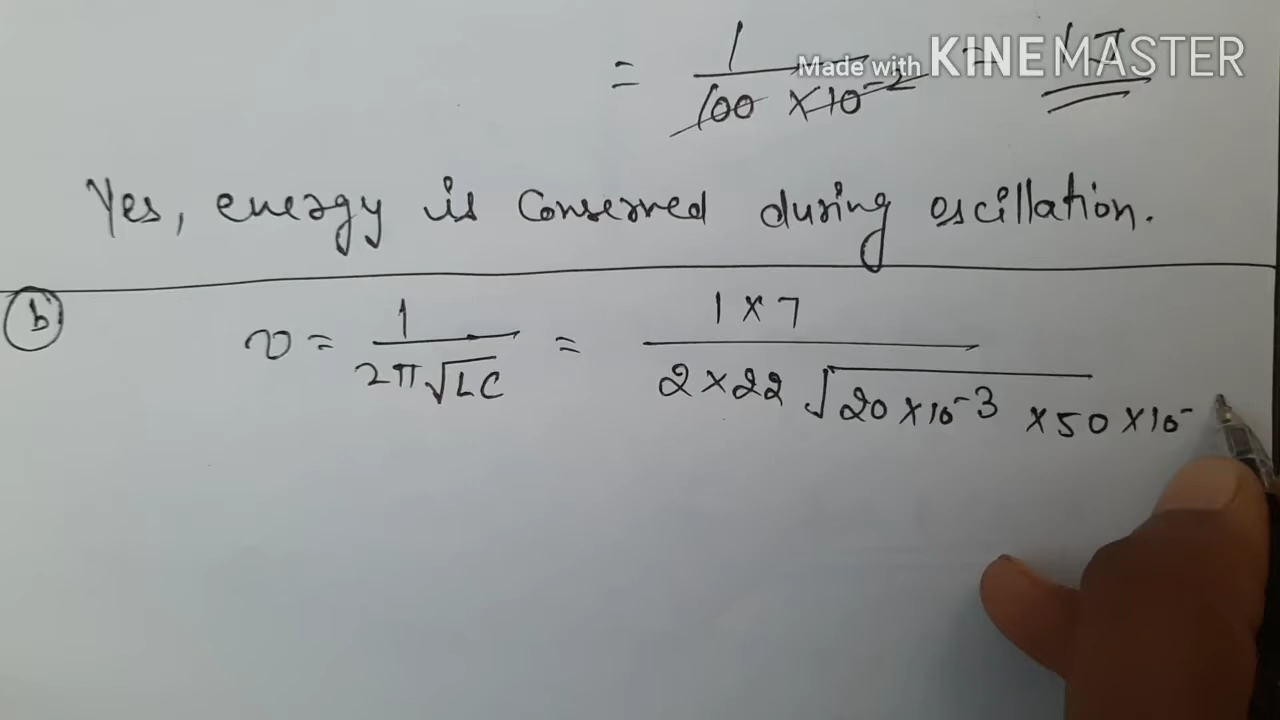 = 1 / 100 × 10⁻² = 1 J
Made with KINEMASTER
Yes, energy is conserved during oscillation.
(b) ν = 1 / 2π√LC = 1 × 7 / 2 × 22 √20 × 10⁻³ × 50 × 10⁻